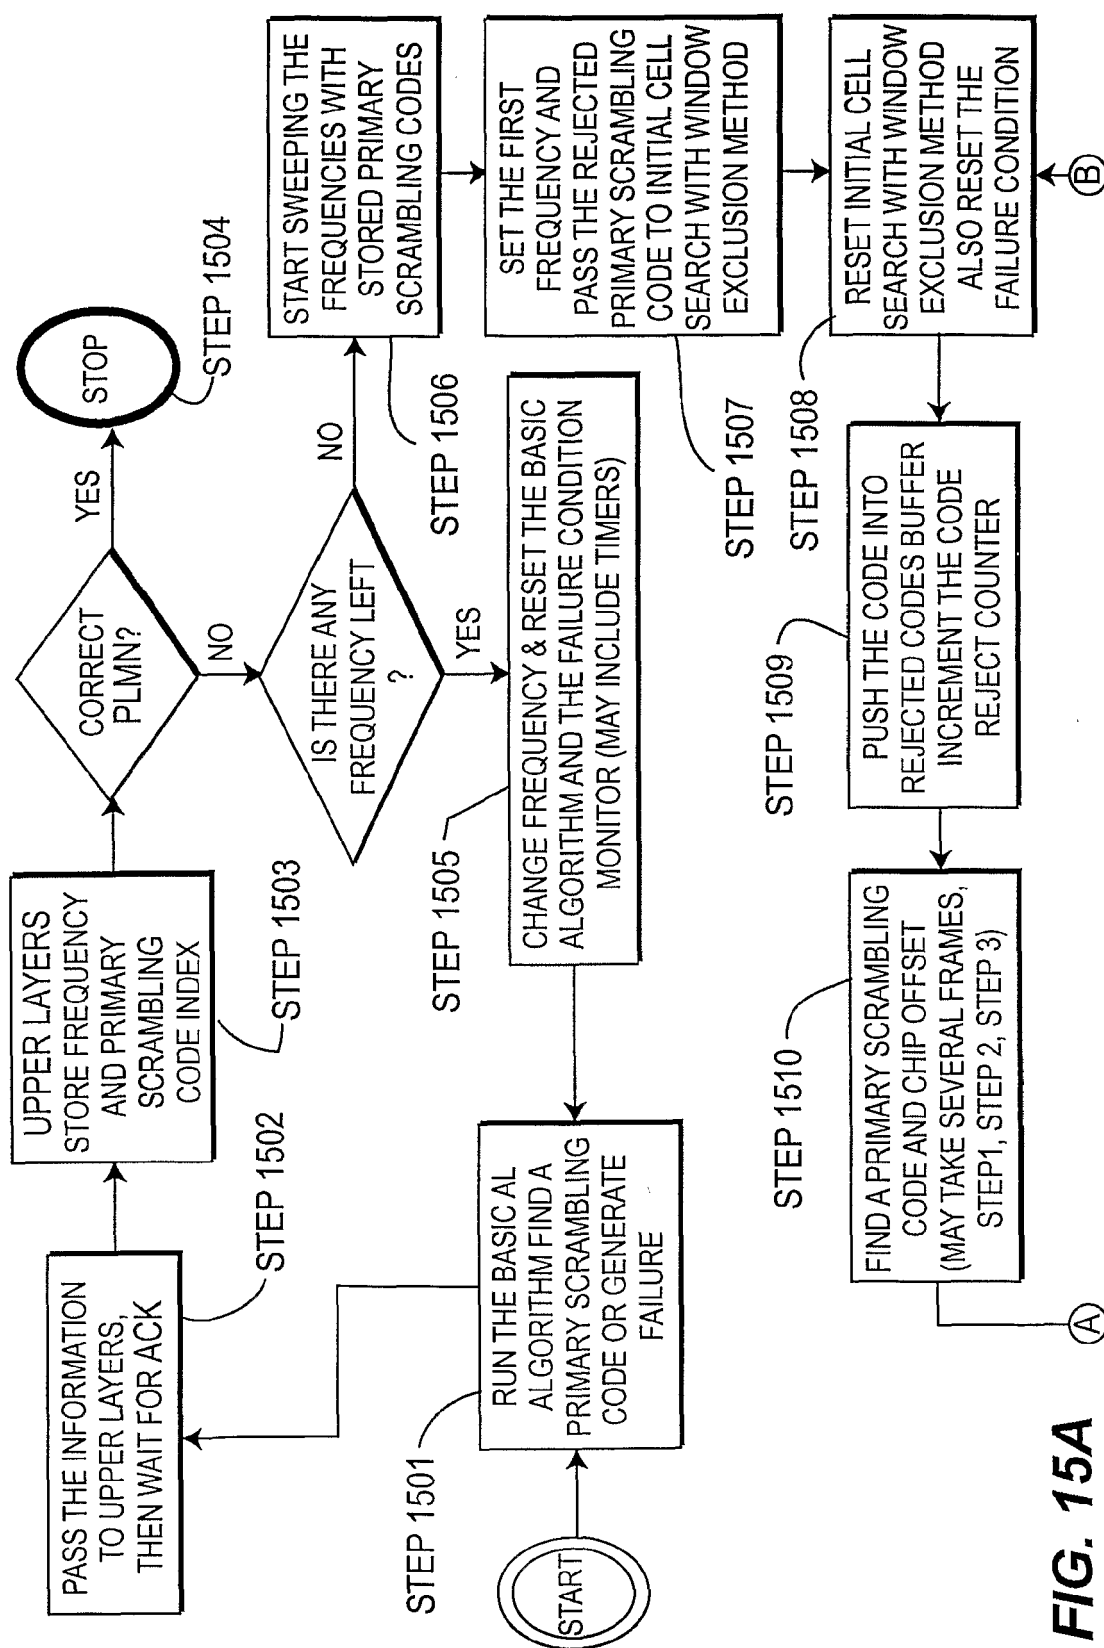 START
STEP 1501
RUN THE BASIC AL
ALGORITHM FIND A
PRIMARY SCRAMBLING
CODE OR GENERATE
FAILURE
PASS THE INFORMATION
TO UPPER LAYERS,
THEN WAIT FOR ACK
STEP 1502
UPPER LAYERS
STORE FREQUENCY
AND PRIMARY
SCRAMBLING
CODE INDEX
STEP 1503
CORRECT
PLMN?
YES
STOP
STEP 1504
NO
IS THERE ANY
FREQUENCY LEFT
?
YES
CHANGE FREQUENCY & RESET THE BASIC
ALGORITHM AND THE FAILURE CONDITION
MONITOR (MAY INCLUDE TIMERS)
STEP 1505
NO
START SWEEPING THE
FREQUENCIES WITH
STORED PRIMARY
SCRAMBLING CODES
STEP 1506
SET THE FIRST
FREQUENCY AND
PASS THE REJECTED
PRIMARY SCRAMBLING
CODE TO INITIAL CELL
SEARCH WITH WINDOW
EXCLUSION METHOD
STEP 1507
STEP 1508
RESET INITIAL CELL
SEARCH WITH WINDOW
EXCLUSION METHOD
ALSO RESET THE
FAILURE CONDITION
B
STEP 1509
PUSH THE CODE INTO
REJECTED CODES BUFFER
INCREMENT THE CODE
REJECT COUNTER
STEP 1510
FIND A PRIMARY SCRAMBLING
CODE AND CHIP OFFSET
(MAY TAKE SEVERAL FRAMES,
STEP1, STEP 2, STEP 3)
A
FIG. 15A